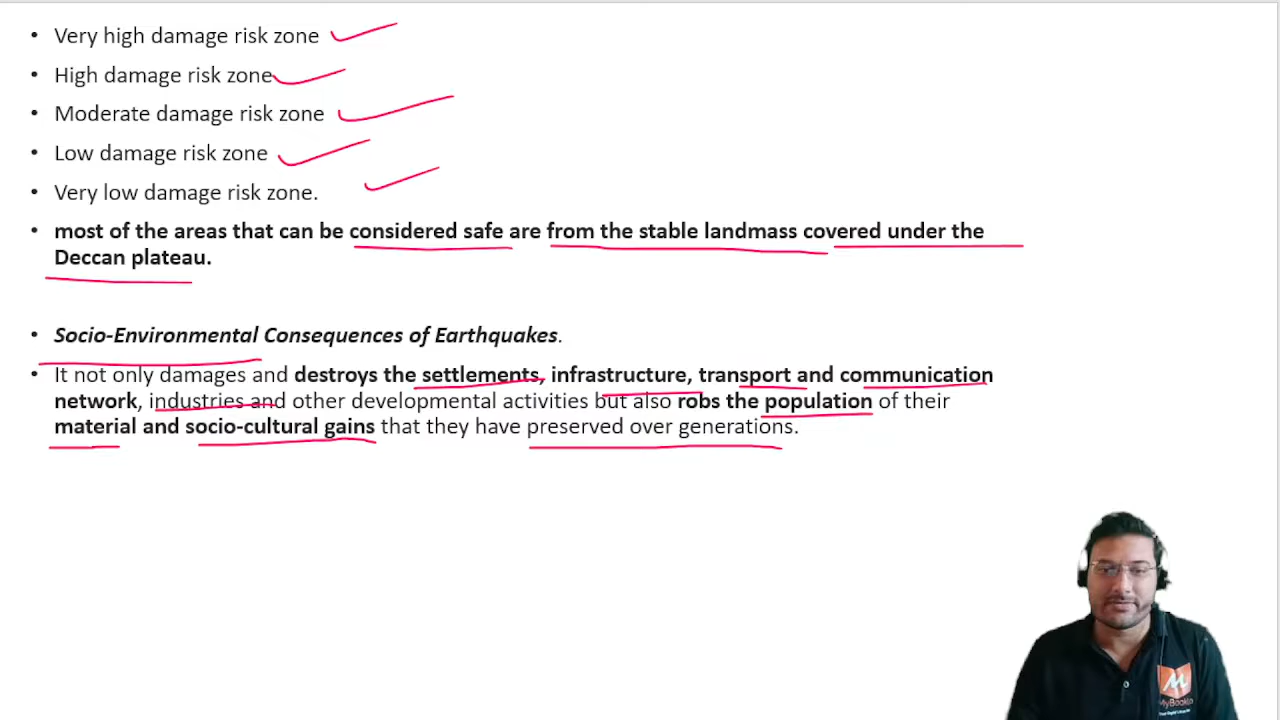 • Very high damage risk zone
• High damage risk zone
• Moderate damage risk zone
• Low damage risk zone
• Very low damage risk zone.
• most of the areas that can be considered safe are from the stable landmass covered under the
Deccan plateau.
• Socio-Environmental Consequences of Earthquakes.
• It not only damages and destroys the settlements, infrastructure, transport and communication
network, industries and other developmental activities but also robs the population of their
material and socio-cultural gains that they have preserved over generations.